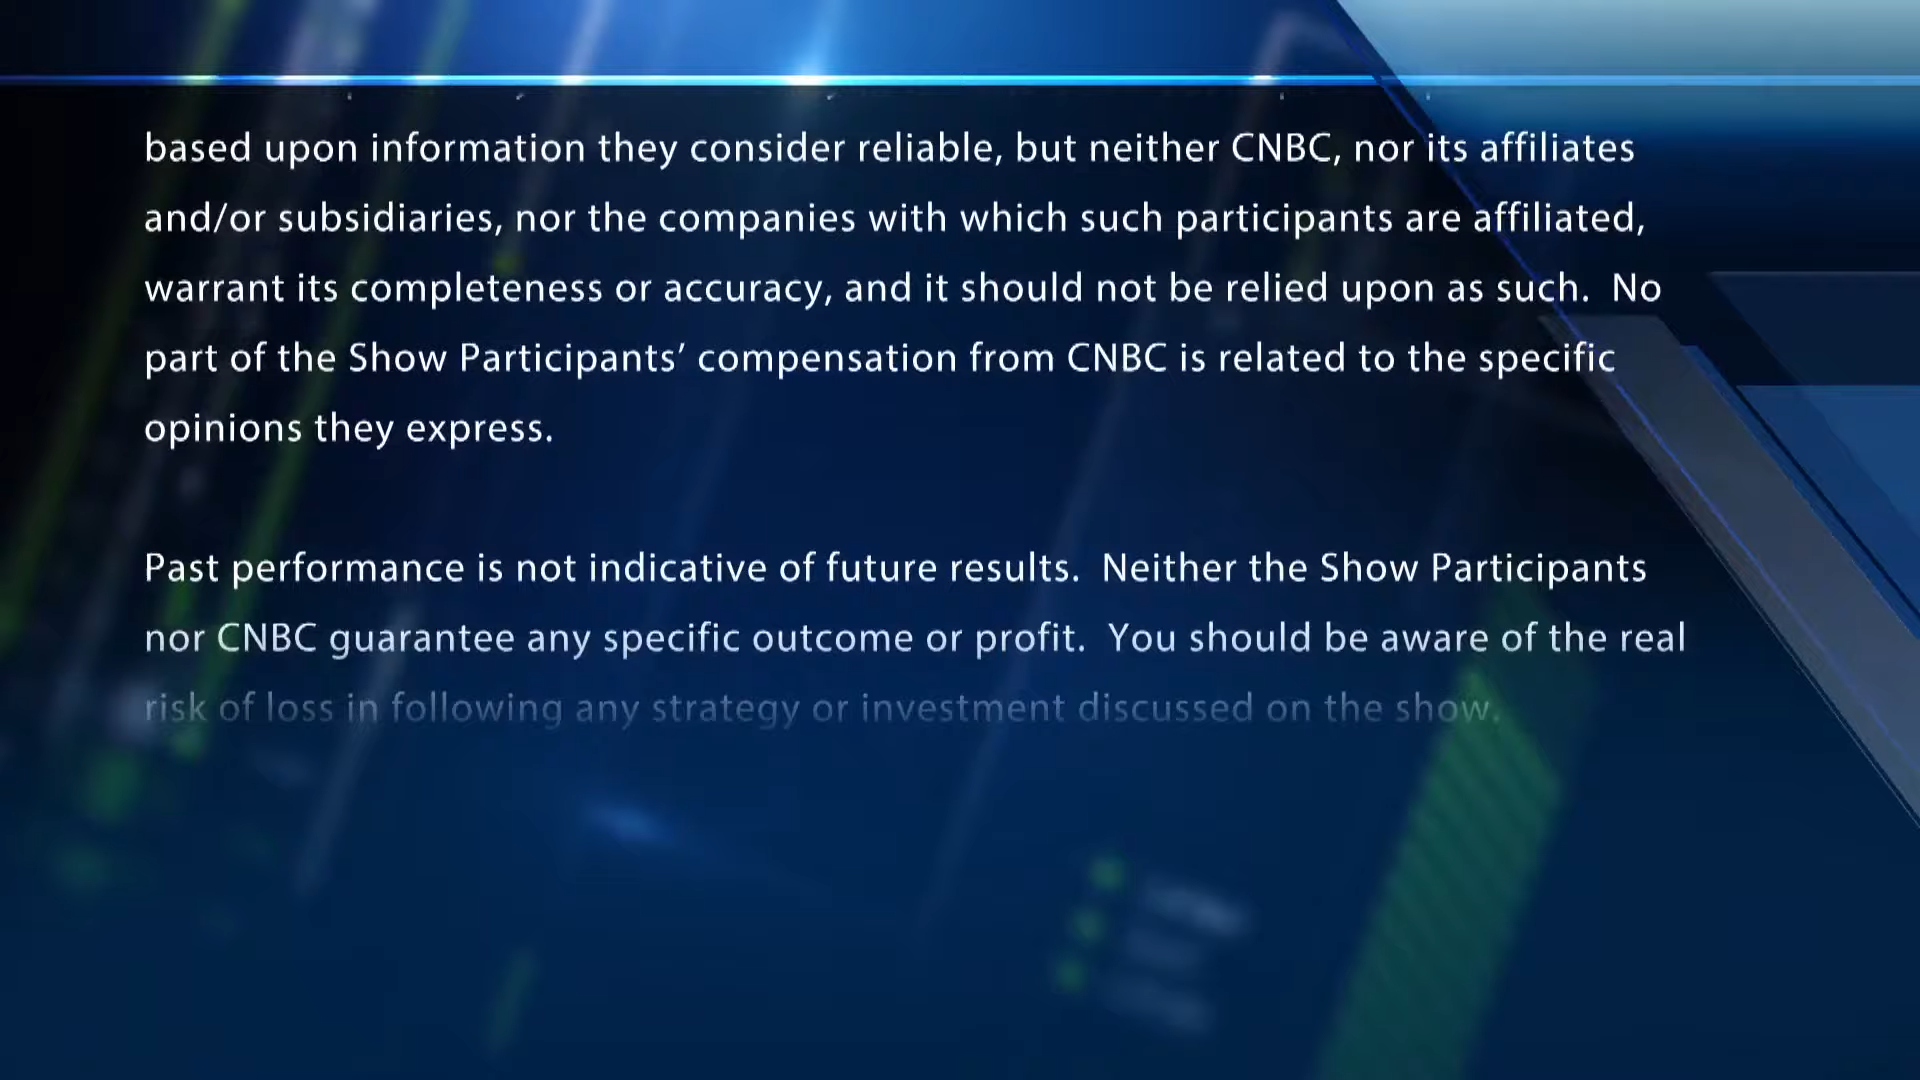 based upon information they consider reliable, but neither CNBC, nor its affiliates
and/or subsidiaries, nor the companies with which such participants are affiliated,
warrant its completeness or accuracy, and it should not be relied upon as such.  No
part of the Show Participants’ compensation from CNBC is related to the specific
opinions they express.

Past performance is not indicative of future results.  Neither the Show Participants
nor CNBC guarantee any specific outcome or profit.  You should be aware of the real
risk of loss in following any strategy or investment discussed on the show.